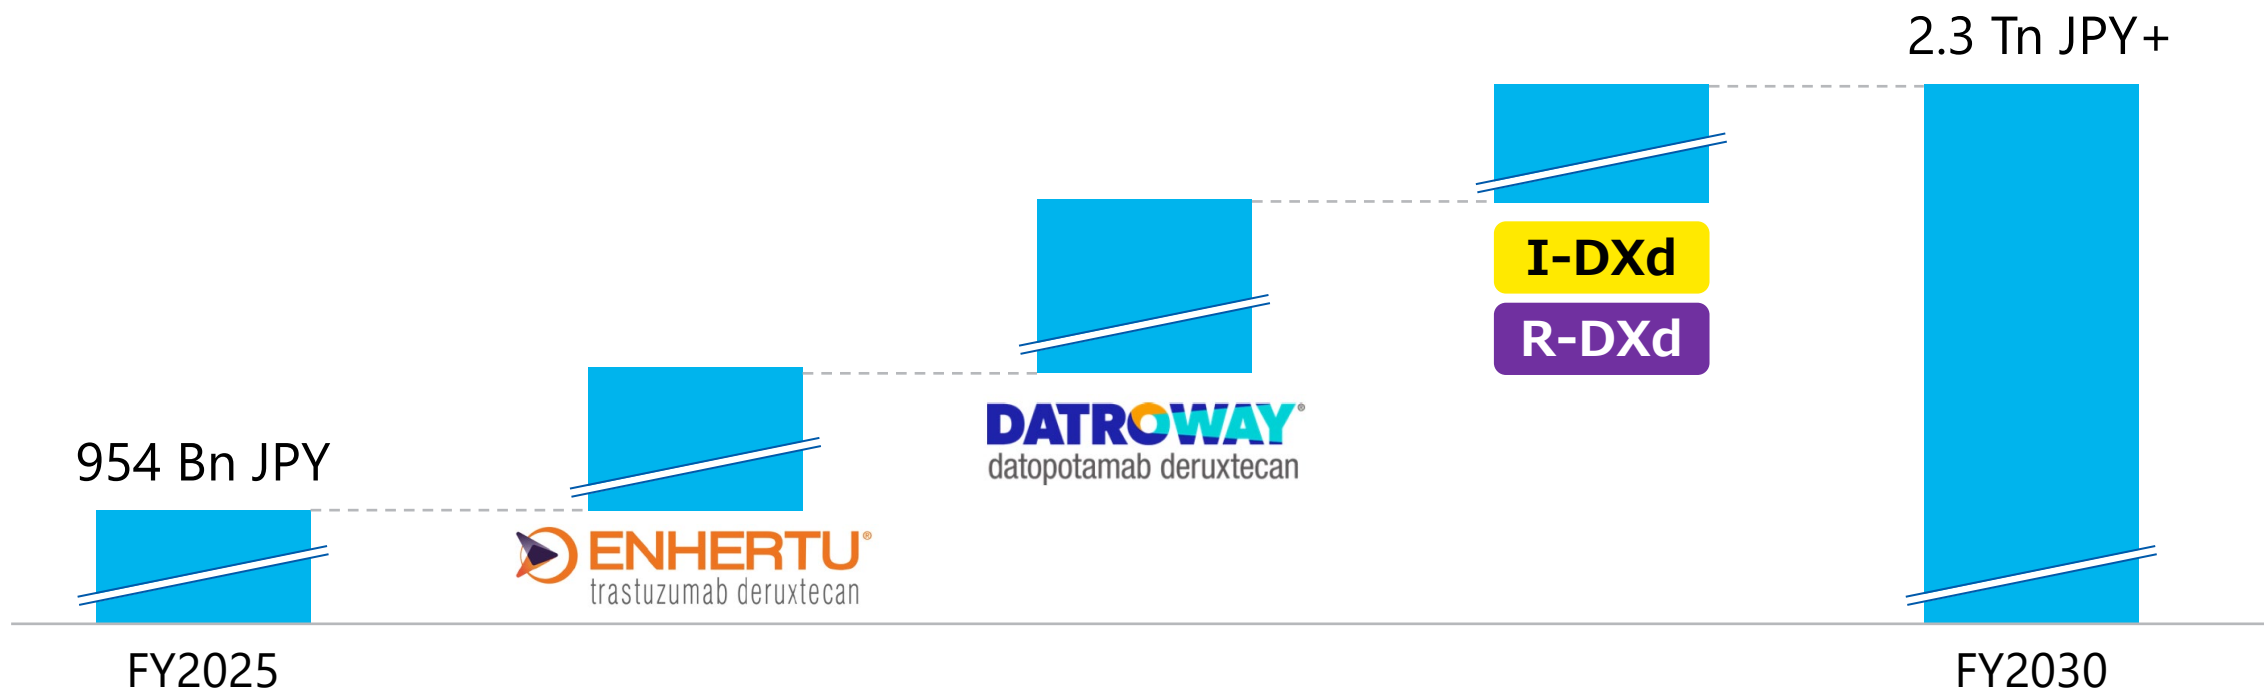 2.3 Tn JPY+
I-DXd
R-DXd
DATROWAY®
datopotamab deruxtecan
954 Bn JPY
ENHERTU®
trastuzumab deruxtecan
FY2025
FY2030